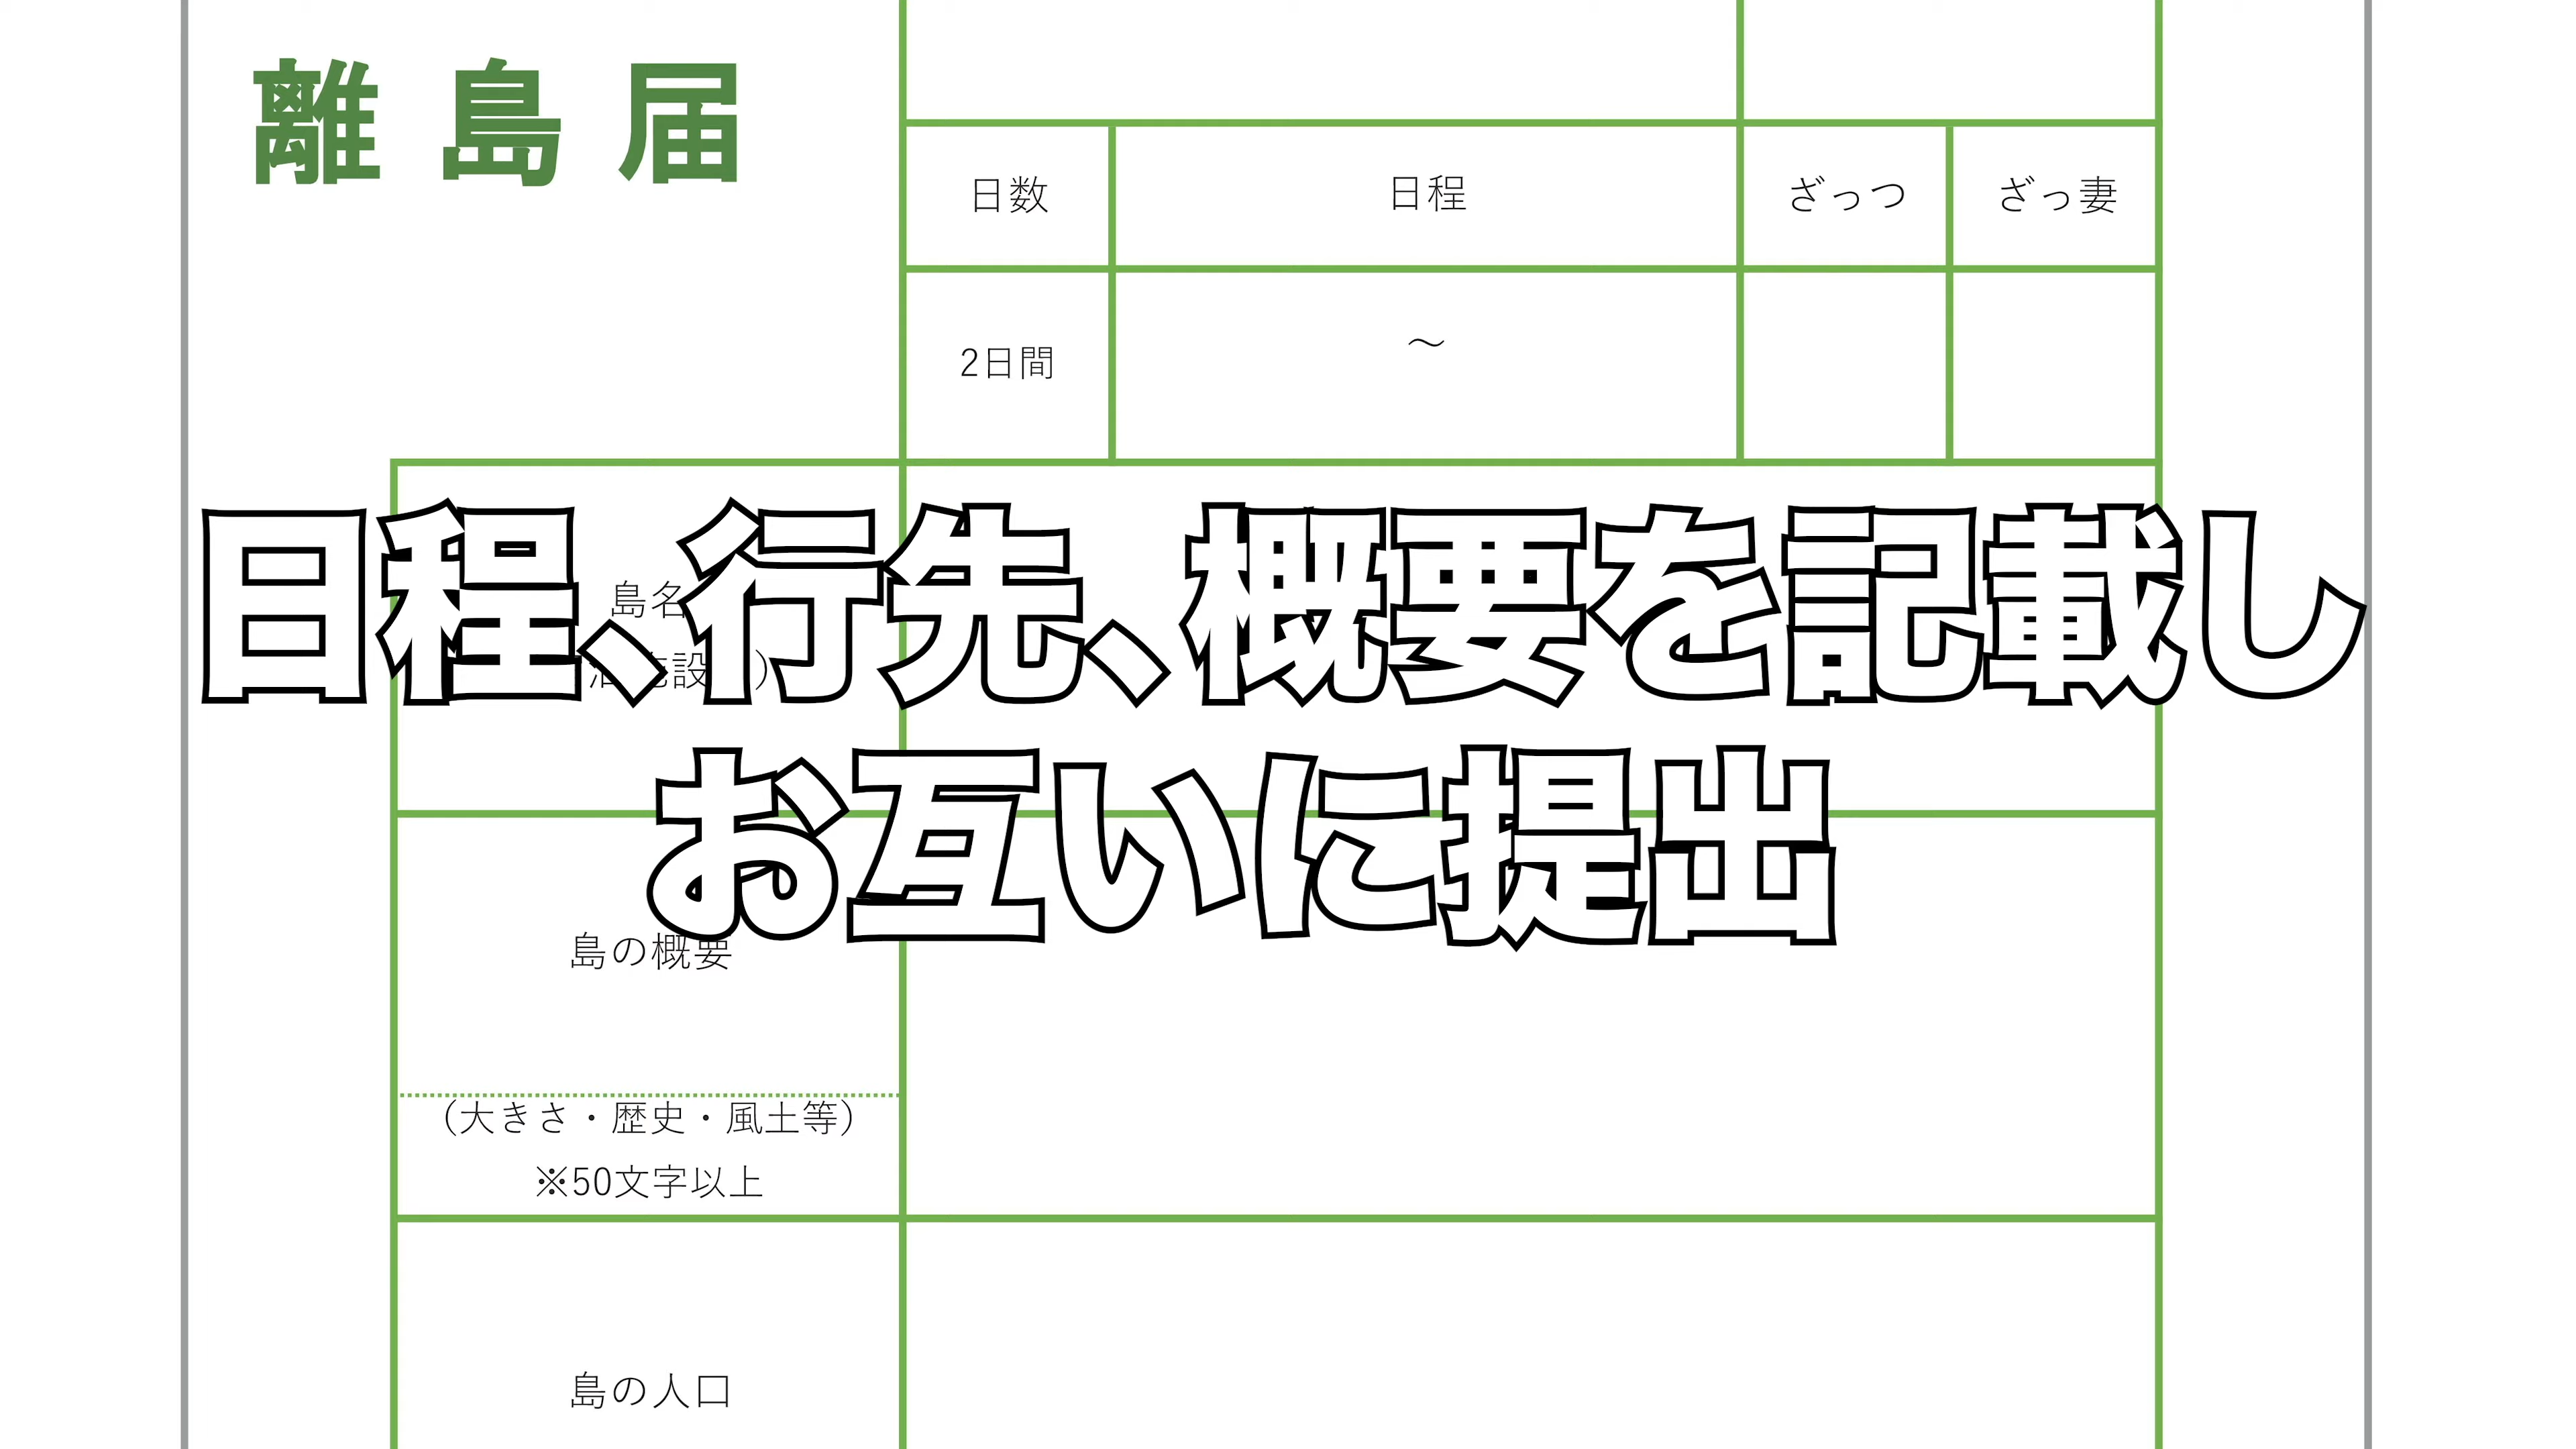 離島届
日数 日程 ざっつ ざっ妻
2日間 〜
島名
日程、行先、概要を記載し
お互いに提出
島の概要
(大きさ・歴史・風土等)
※50文字以上
島の人口